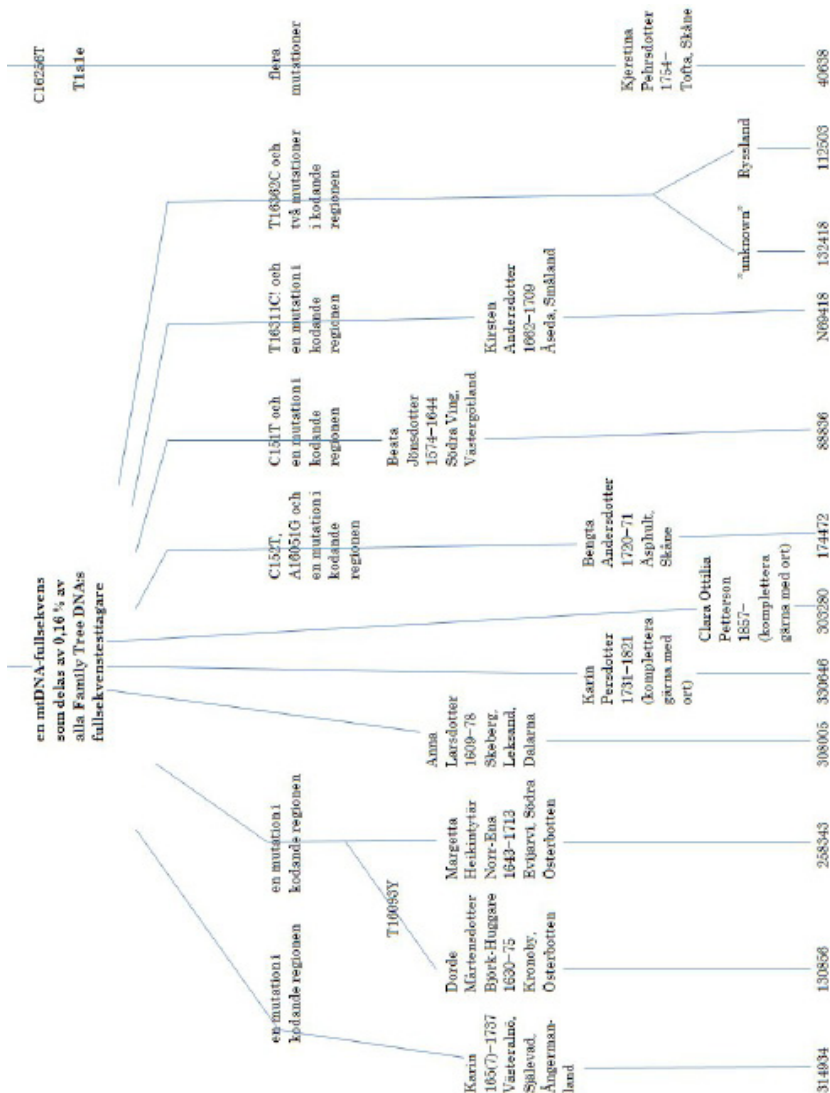 en mtDNA-fullsekvens
som delas av 0,16 % av
alla Family Tree DNA:s
fullsekvenstesttagare
C16256T
T1a1e
en mutation i
kodande regionen
en mutation i
kodande regionen
C152T,
A16051G och
en mutation i
kodande
regionen
C151T och
en mutation i
kodande
regionen
T16311C! och
en mutation i
kodande
regionen
T16362C och
två mutationer
i kodande
regionen
flera
mutationer
T16093Y
Karin
165(7)–1737
Västeralnö,
Själevad,
Ångerman-
land
Dorde
Mårtensdotter
Björk-Huggare
1630–75
Kronoby,
Österbotten
Margetta
Heikintytär
Norr-Ena
1643–1713
Evijärvi, Södra
Österbotten
Anna
Larsdotter
1609–78
Skeberg,
Leksand,
Dalarna
Karin
Persdotter
1731–1821
(komplettera
gärna med
ort)
Clara Ottilia
Petterson
1857–
(komplettera
gärna med ort)
Bengta
Andersdotter
1720–71
Asphult,
Skåne
Beata
Jönsdotter
1574–1644
Södra Ving,
Västergötland
Kirsten
Andersdotter
1662–1709
Åseda, Småland
"unknown"
Ryssland
Kjerstina
Pehrsdotter
1754–
Tofta, Skåne
314934
130856
258343
308005
330646
303280
174472
88836
N69418
132418
112503
40638